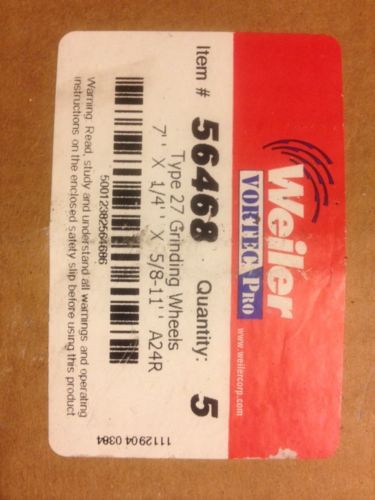 Weiler
VORTEC PRO
www.weilercorp.com
Item # 56468 Quantity: 5
Type 27 Grinding Wheels
7'' X 1/4'' X 5/8-11'' A24R
50012382564686
Warning: Read, study and understand all warnings and operating
instructions on the enclosed safety slip before using this product
1112904 0384